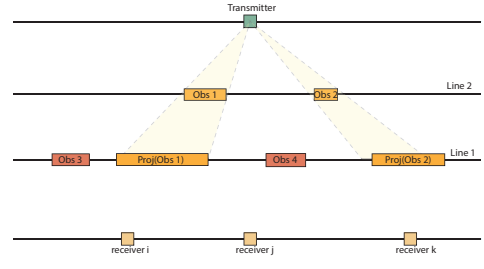 Transmitter
Line 2
Obs 1
Obs 2
Line 1
Obs 3
Proj(Obs 1)
Obs 4
Proj(Obs 2)
receiver i
receiver j
receiver k